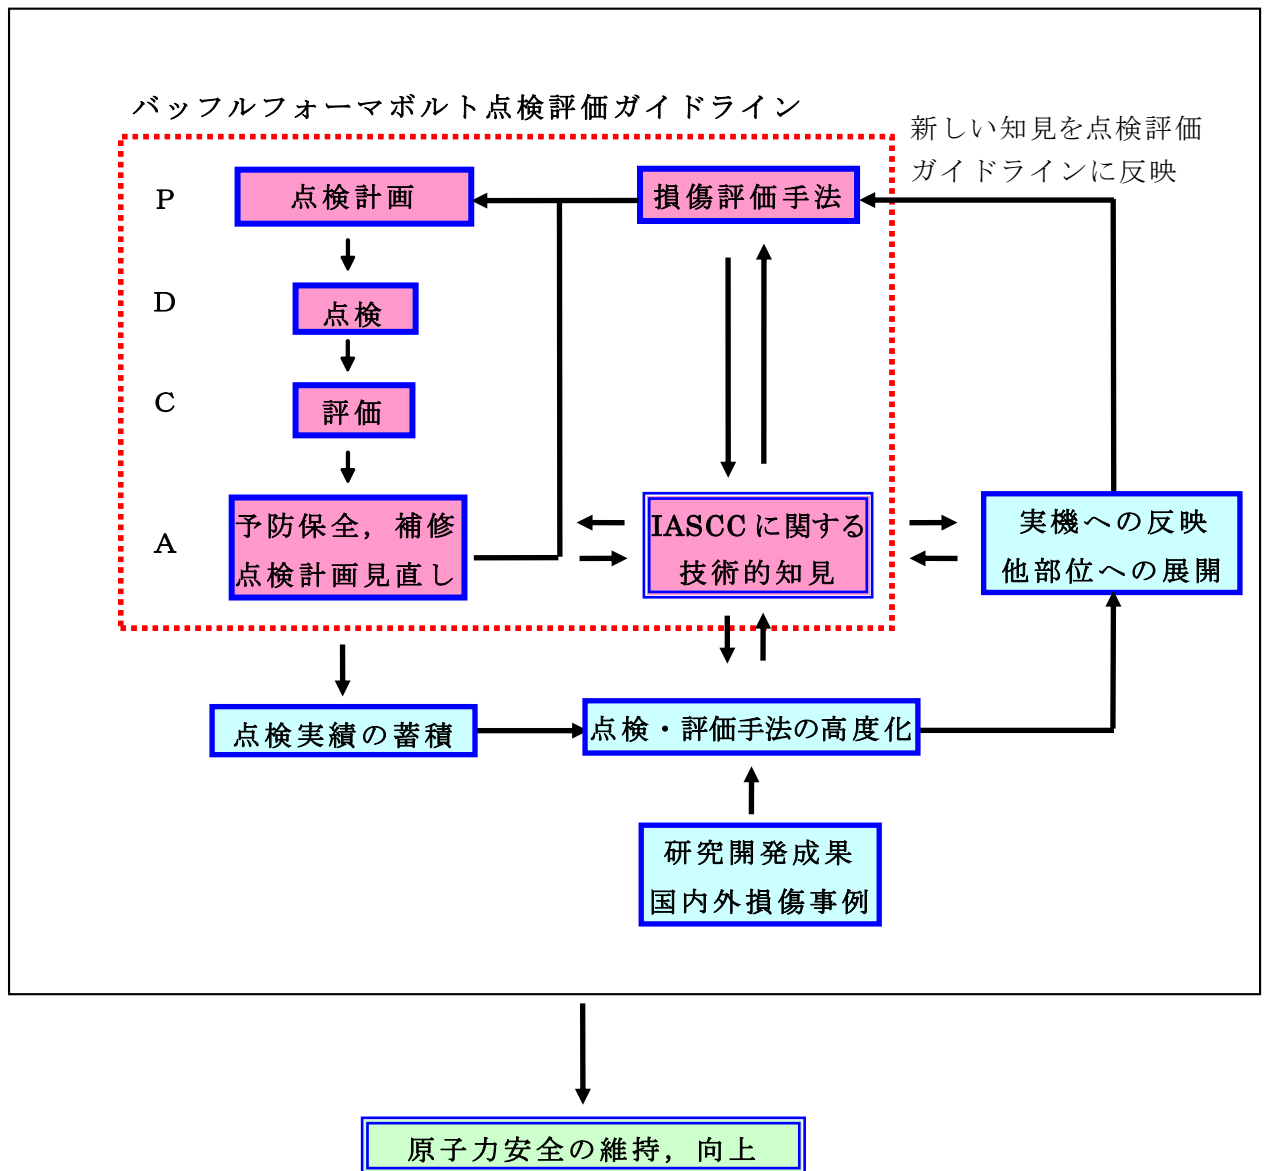 バッフルフォーマボルト点検評価ガイドライン
新しい知見を点検評価
ガイドラインに反映
P
点検計画
損傷評価手法
D
点検
C
評価
A
予防保全，補修
点検計画見直し
IASCCに関する
技術的知見
実機への反映
他部位への展開
点検実績の蓄積
点検・評価手法の高度化
研究開発成果
国内外損傷事例
原子力安全の維持，向上